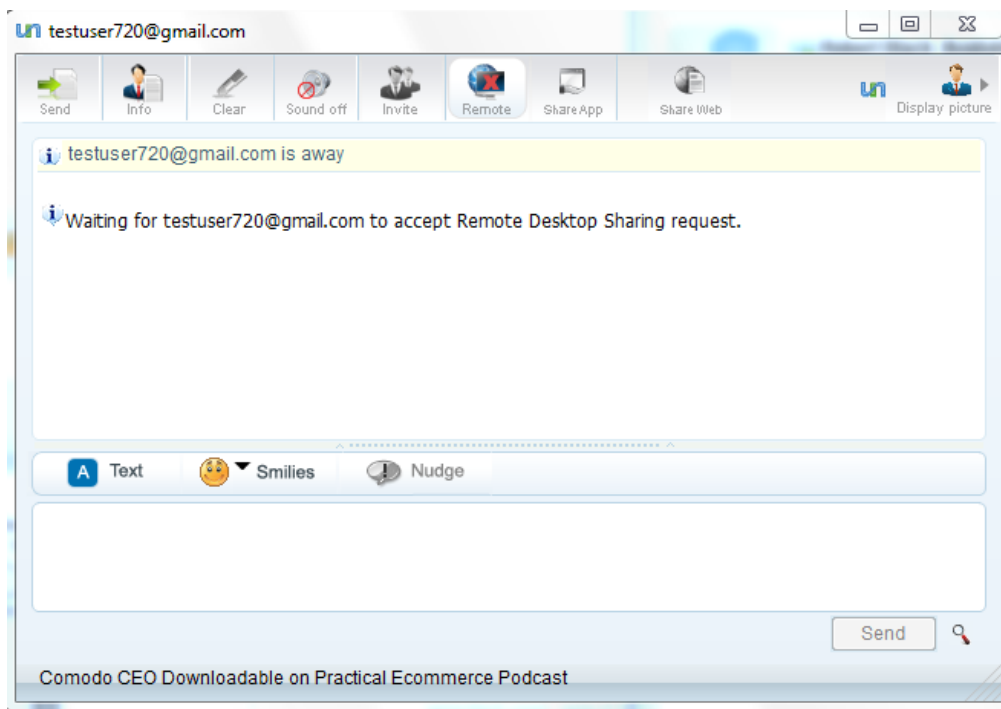 un testuser720@gmail.com
Send Info Clear Sound off Invite Remote Share App Share Web un Display picture
testuser720@gmail.com is away
Waiting for testuser720@gmail.com to accept Remote Desktop Sharing request.
A Text Smilies Nudge
Send
Comodo CEO Downloadable on Practical Ecommerce Podcast